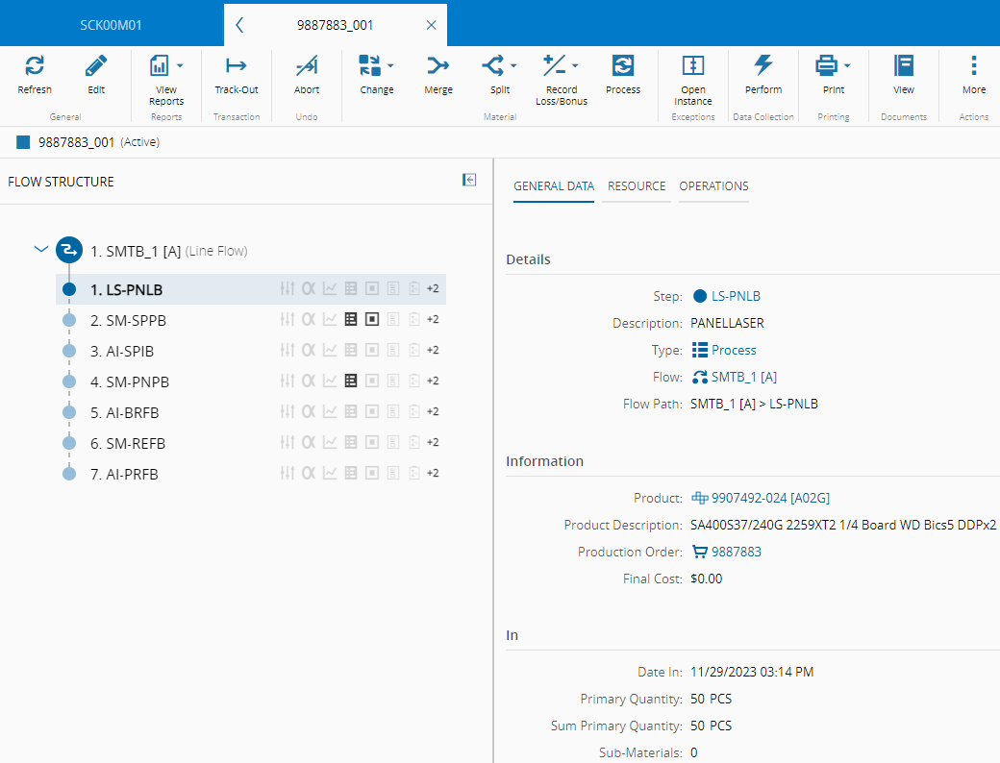 SCK00M01
9887883_001
Refresh
Edit
View Reports
Track-Out
Abort
Change
Merge
Split
Record Loss/Bonus
Process
Open Instance
Perform
Print
View
More
General
Reports
Transaction
Undo
Material
Exceptions
Data Collection
Printing
Documents
Actions
9887883_001 (Active)
FLOW STRUCTURE
1. SMTB_1 [A] (Line Flow)
1. LS-PNLB +2
2. SM-SPPB +2
3. AI-SPIB +2
4. SM-PNPB +2
5. AI-BRFB +2
6. SM-REFB +2
7. AI-PRFB +2
GENERAL DATA RESOURCE OPERATIONS
Details
Step: LS-PNLB
Description: PANELLASER
Type: Process
Flow: SMTB_1 [A]
Flow Path: SMTB_1 [A] > LS-PNLB
Information
Product: 9907492-024 [A02G]
Product Description: SA400S37/240G 2259XT2 1/4 Board WD Bics5 DDPx2
Production Order: 9887883
Final Cost: $0.00
In
Date In: 11/29/2023 03:14 PM
Primary Quantity: 50 PCS
Sum Primary Quantity: 50 PCS
Sub-Materials: 0